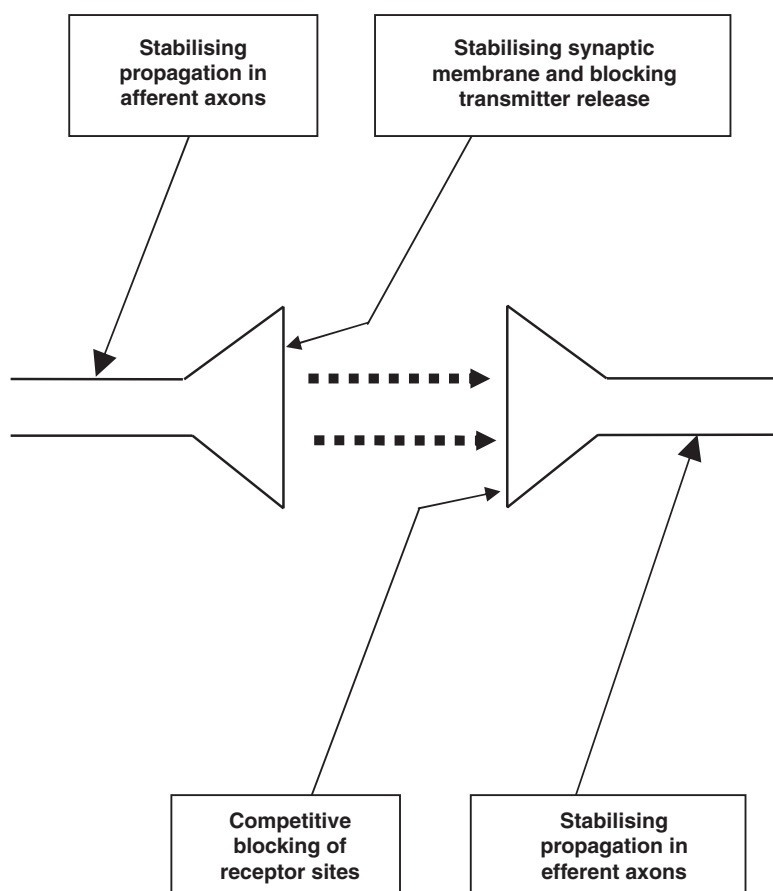 Stabilising
propagation in
afferent axons
Stabilising synaptic
membrane and blocking
transmitter release
Competitive
blocking of
receptor sites
Stabilising
propagation in
efferent axons